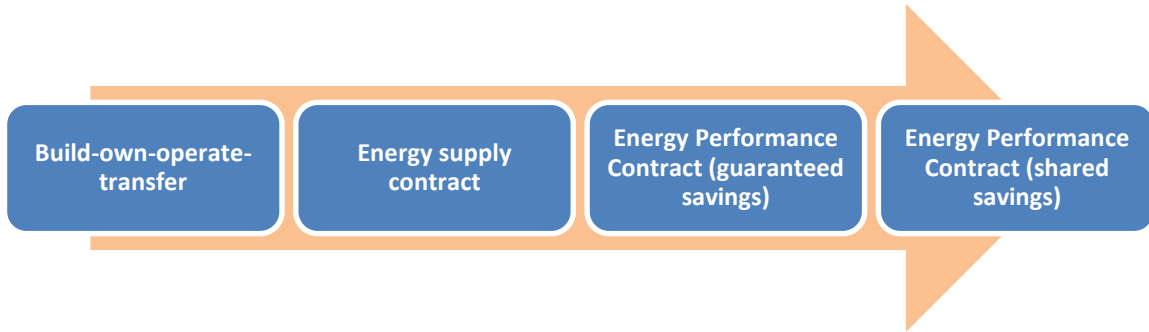 Build-own-operate-
transfer
Energy supply
contract
Energy Performance
Contract (guaranteed
savings)
Energy Performance
Contract (shared
savings)